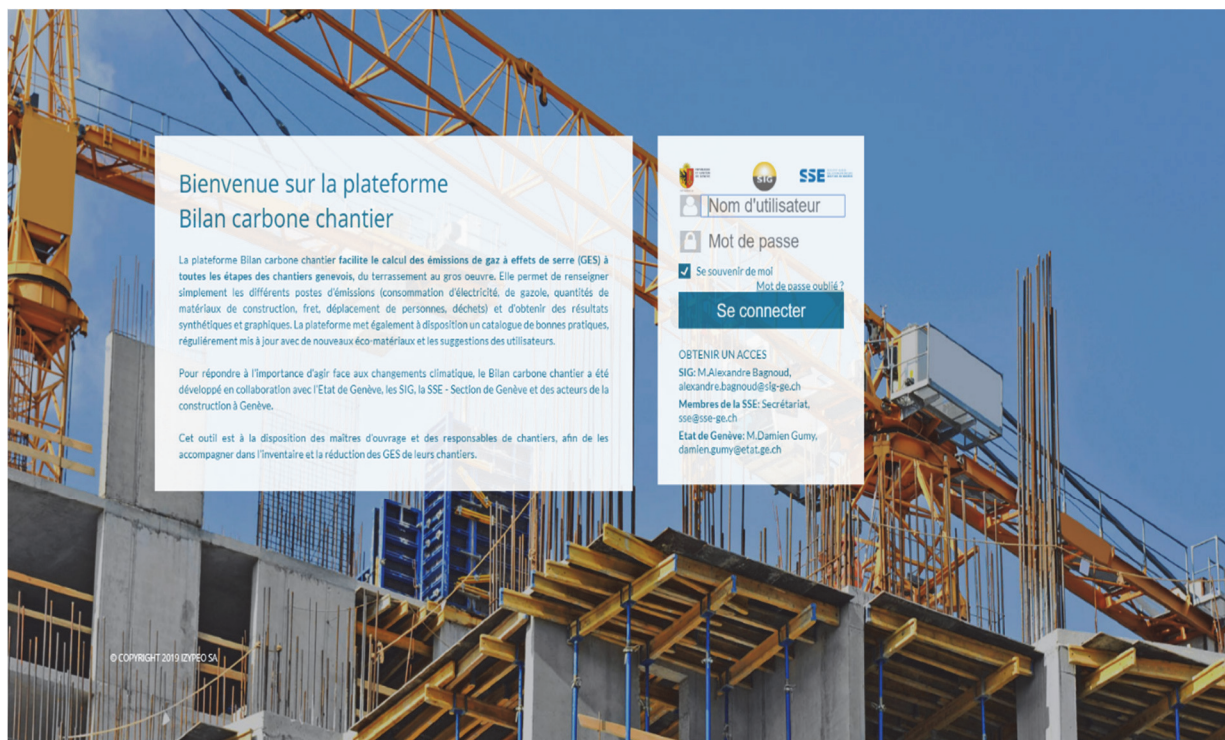 Bienvenue sur la plateforme
Bilan carbone chantier
La plateforme Bilan carbone chantier facilite le calcul des émissions de gaz à effets de serre (GES) à
toutes les étapes des chantiers genevois, du terrassement au gros oeuvre. Elle permet de renseigner
simplement les différents postes d'émissions (consommation d'électricité, de gazole, quantités de
matériaux de construction, fret, déplacement de personnes, déchets) et d'obtenir des résultats
synthétiques et graphiques. La plateforme met également à disposition un catalogue de bonnes pratiques,
régulièrement mis à jour avec de nouveaux éco-matériaux et les suggestions des utilisateurs.
Pour répondre à l'importance d'agir face aux changements climatique, le Bilan carbone chantier a été
développé en collaboration avec l'Etat de Genève, les SIG, la SSE - Section de Genève et des acteurs de la
construction à Genève.
Cet outil est à la disposition des maîtres d'ouvrage et des responsables de chantiers, afin de les
accompagner dans l'inventaire et la réduction des GES de leurs chantiers.
SIG
SSE
Nom d'utilisateur
Mot de passe
Se souvenir de moi
Mot de passe oublié ?
Se connecter
OBTENIR UN ACCES
SIG: M.Alexandre Bagnoud,
alexandre.bagnoud@sig-ge.ch
Membres de la SSE: Secrétariat,
sse@sse-ge.ch
Etat de Genève: M.Damien Gumy,
damien.gumy@etat.ge.ch
© COPYRIGHT 2019 IZYPEO SA